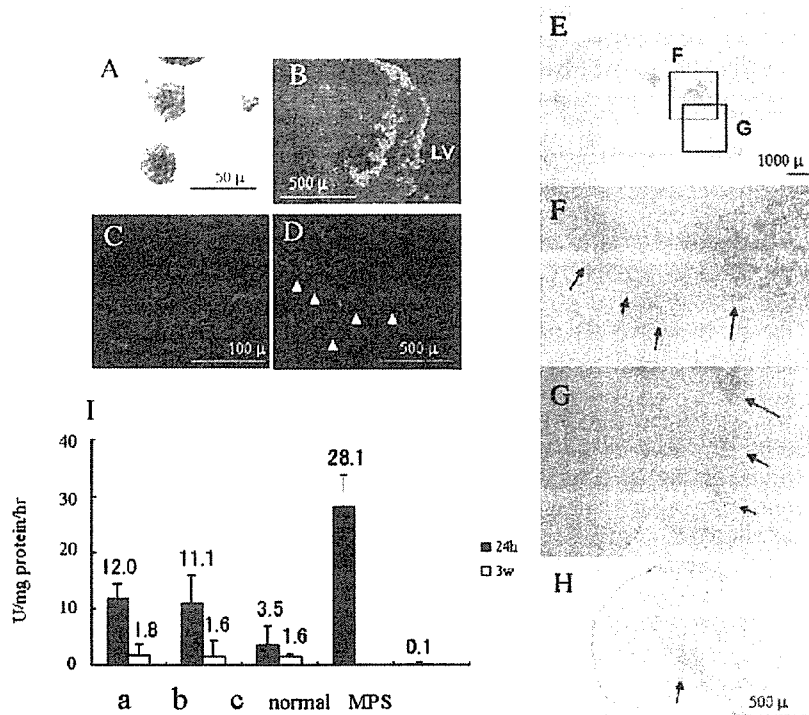 A
50 μ
B
LV
500 μ
C
100 μ
D
500 μ
E
F
G
1000 μ
F
G
H
500 μ
I
U/mg protein/hr
40
30
20
10
0
12.0
1.8
11.1
1.6
3.5
1.6
28.1
0.1
24h
3w
a b c normal MPS